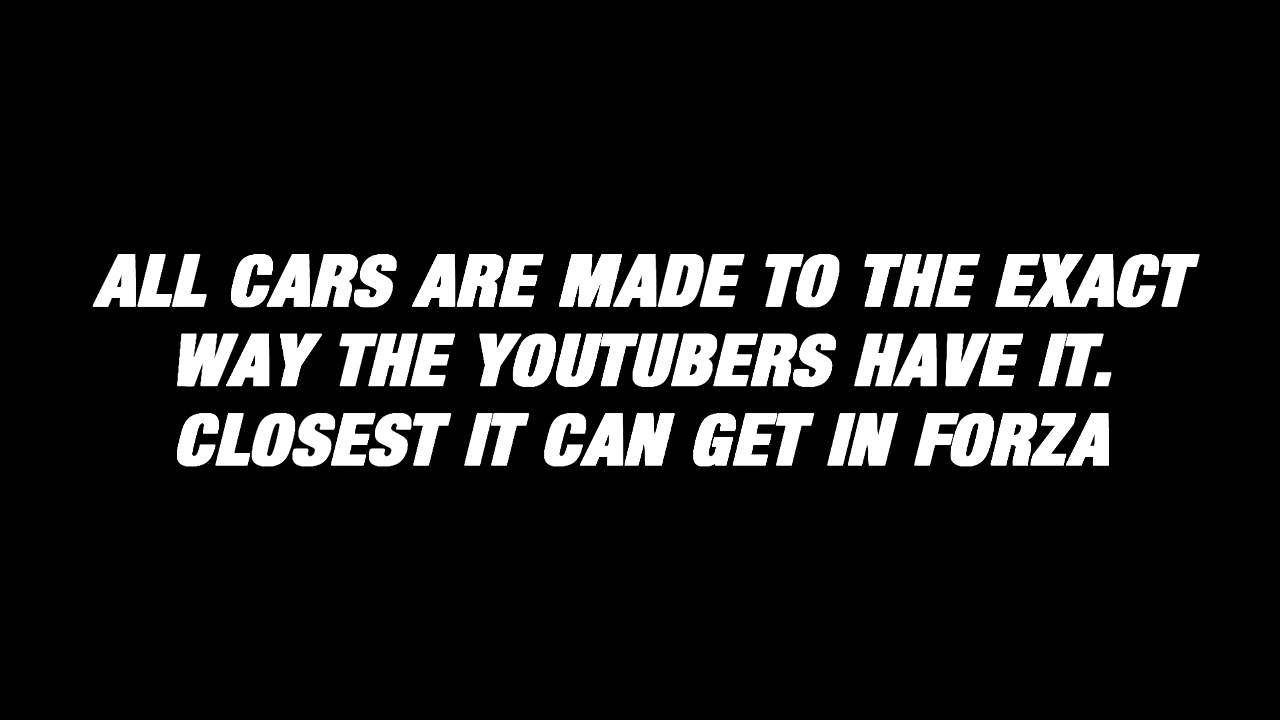 ALL CARS ARE MADE TO THE EXACT
WAY THE YOUTUBERS HAVE IT.
CLOSEST IT CAN GET IN FORZA